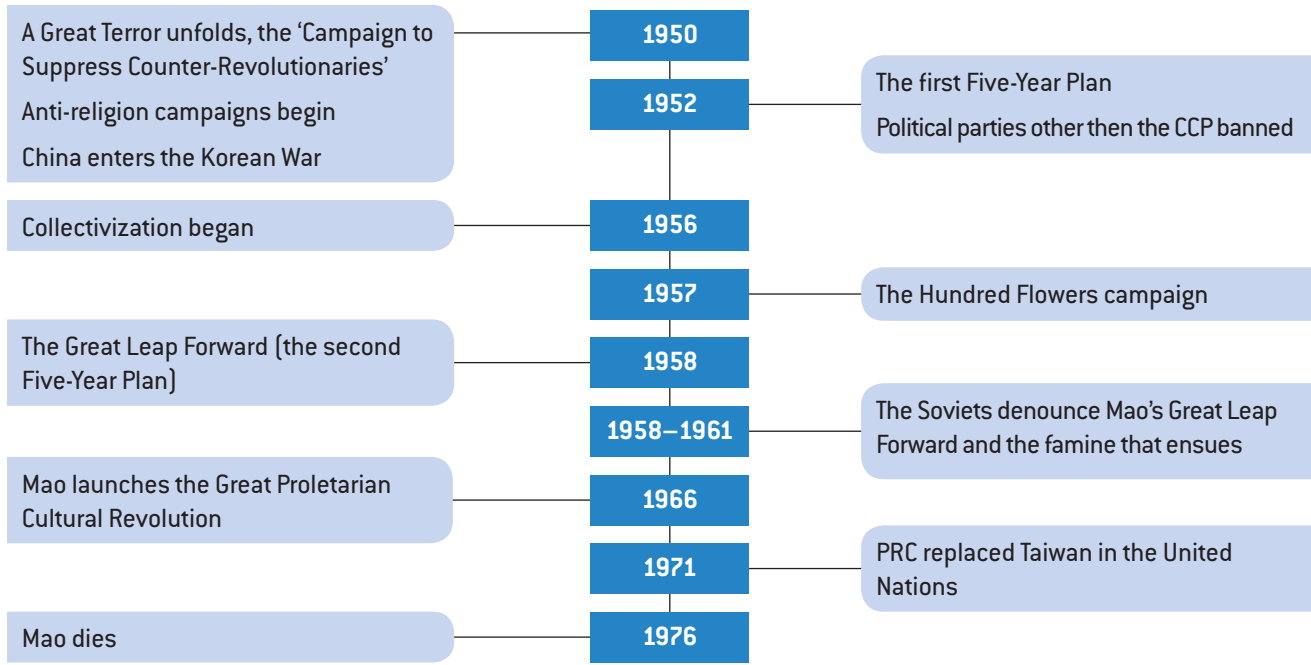 1950
A Great Terror unfolds, the ‘Campaign to
Suppress Counter-Revolutionaries’
Anti-religion campaigns begin
China enters the Korean War
1952
The first Five-Year Plan
Political parties other then the CCP banned
1956
Collectivization began
1957
The Hundred Flowers campaign
1958
The Great Leap Forward (the second
Five-Year Plan)
1958–1961
The Soviets denounce Mao’s Great Leap
Forward and the famine that ensues
1966
Mao launches the Great Proletarian
Cultural Revolution
1971
PRC replaced Taiwan in the United
Nations
1976
Mao dies